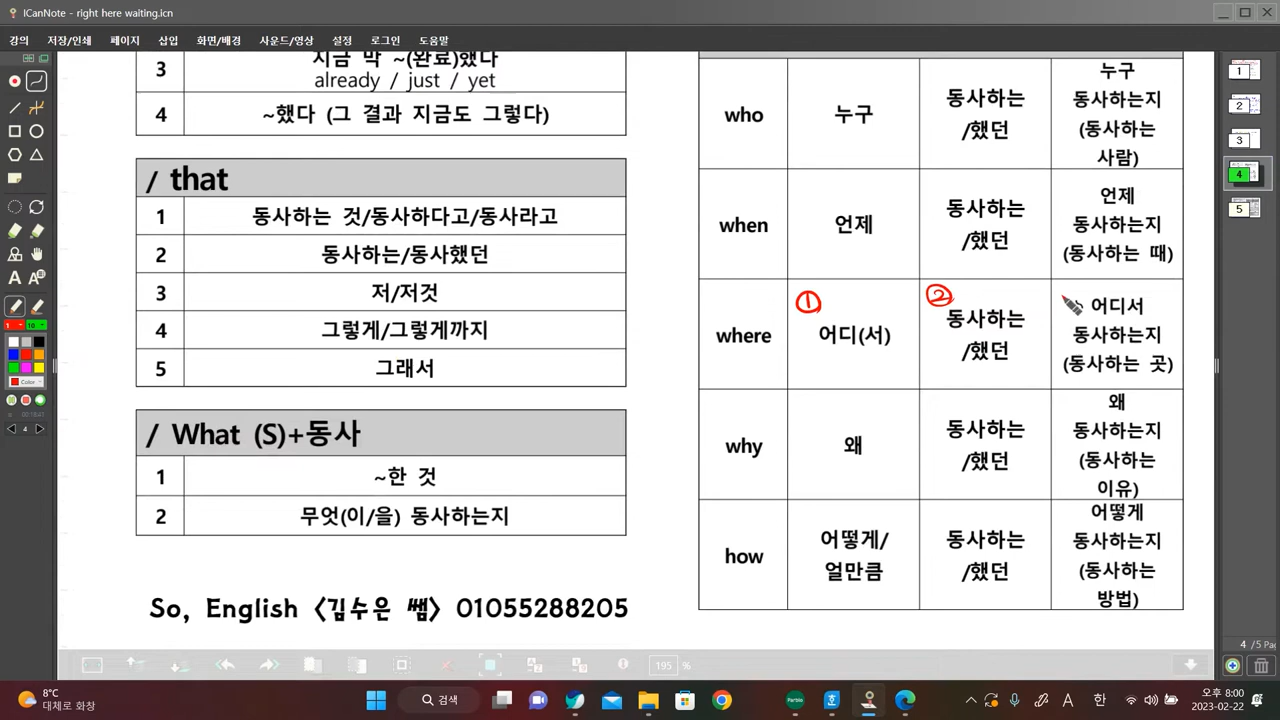 ICanNote - right here waiting.icn
강의 저장/인쇄 페이지 삽입 화면/배경 사운드/영상 설정 로그인 도움말
3 지금 막 ~(완료)했다
already / just / yet
4 ~했다 (그 결과 지금도 그렇다)
/ that
1 동사하는 것/동사하다고/동사라고
2 동사하는/동사했던
3 저/저것
4 그렇게/그렇게까지
5 그래서
/ What (S)+동사
1 ~한 것
2 무엇(이/을) 동사하는지
So, English <김수은 쌤> 01055288205
who 누구 동사하는
/했던 누구
동사하는지
(동사하는
사람)
when 언제 동사하는
/했던 언제
동사하는지
(동사하는 때)
① ②
where 어디(서) 동사하는
/했던 어디서
동사하는지
(동사하는 곳)
why 왜 동사하는
/했던 왜
동사하는지
(동사하는
이유)
how 어떻게/
얼만큼 동사하는
/했던 어떻게
동사하는지
(동사하는
방법)
1
2
3
4
5
4 / 5 Pag
Color
4
195 %
8°C
대체로 화창
검색
A 한
오후 8:00
2023-02-22